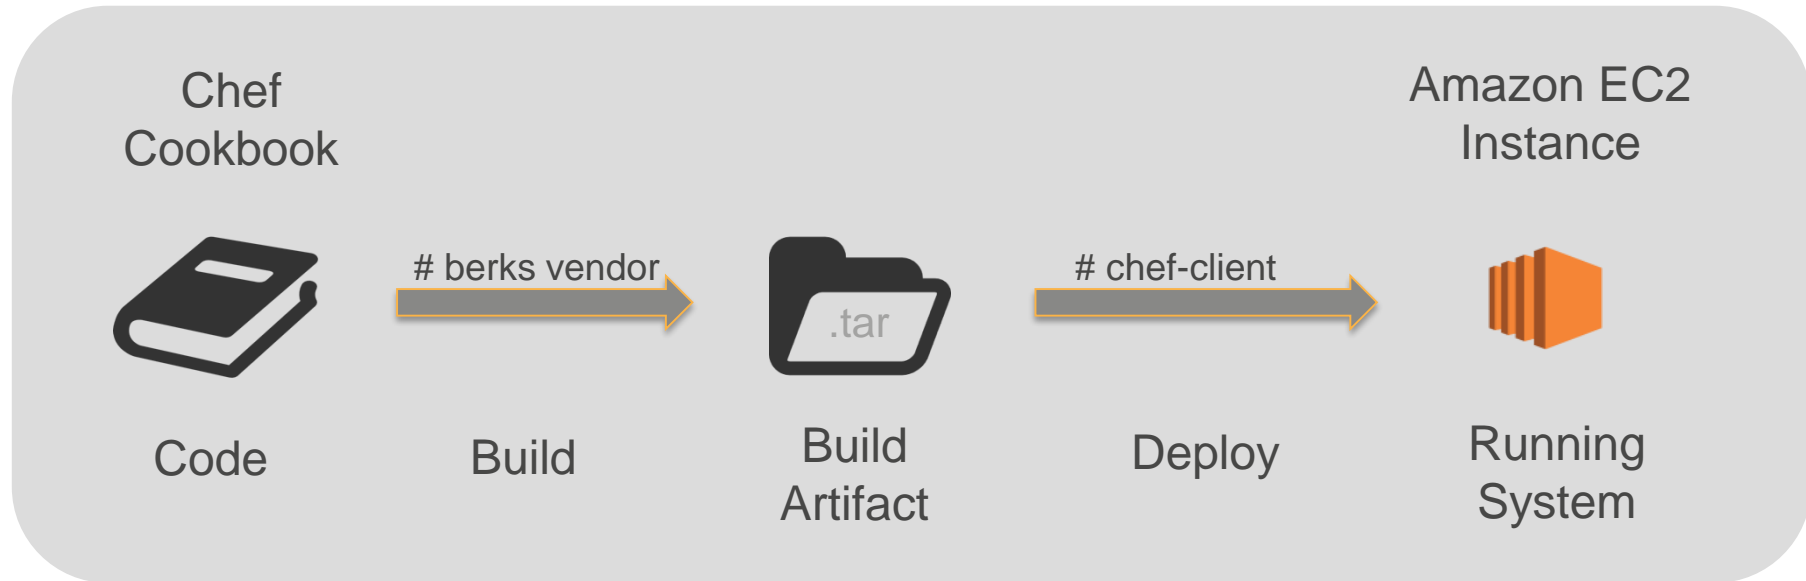 Chef
Cookbook
Amazon EC2
Instance
# berks vendor
# chef-client
.tar
Code
Build
Build
Artifact
Deploy
Running
System